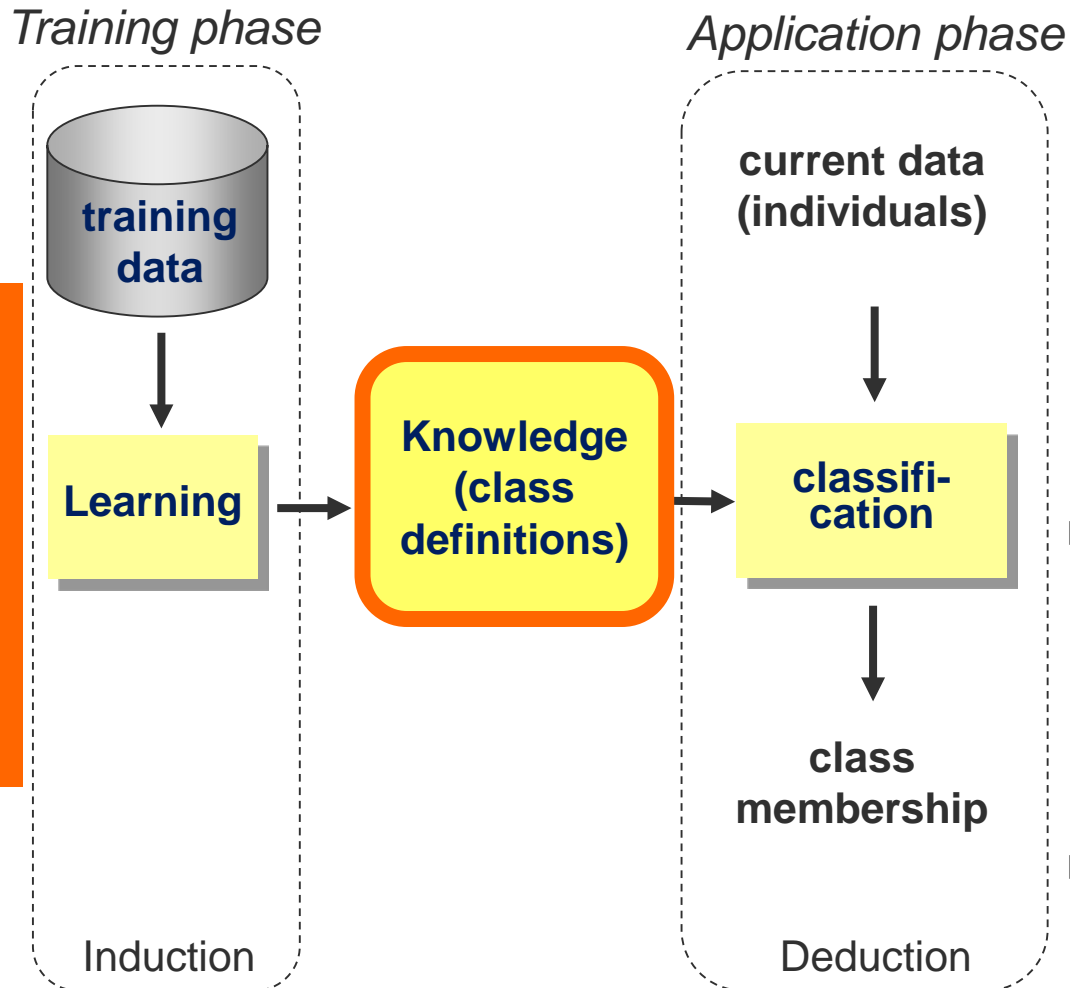 Training phase
training
data
Learning
Induction
Knowledge
(class
definitions)
Application phase
current data
(individuals)
classifi-
cation
class
membership
Deduction